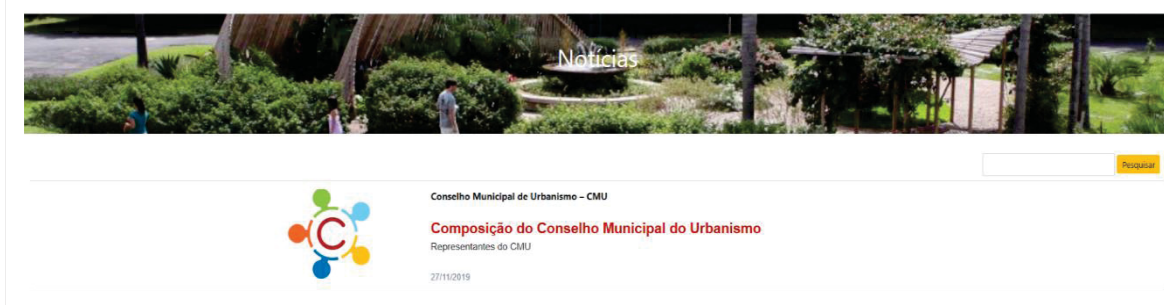 Notícias
Pesquisar
Conselho Municipal de Urbanismo – CMU
C
Composição do Conselho Municipal do Urbanismo
Representantes do CMU
27/11/2019